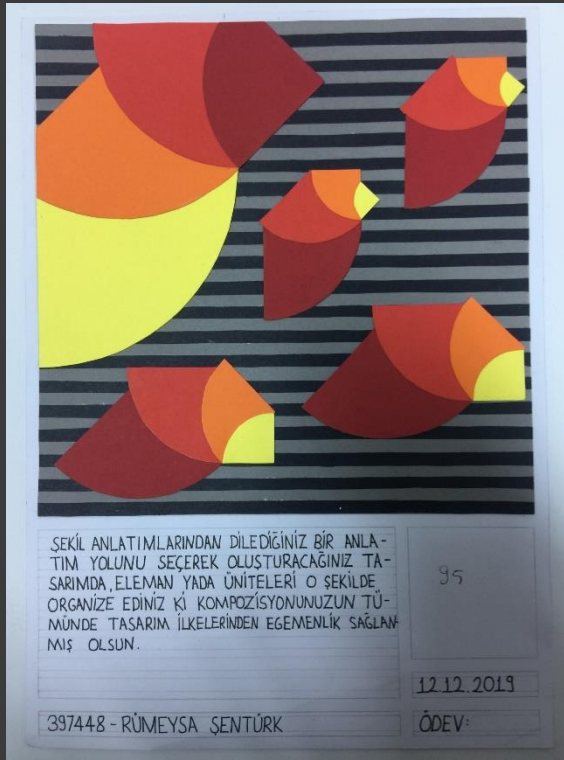 ŞEKİL ANLATIMLARINDAN DİLEDİĞİNİZ BİR ANLA-
TIM YOLUNU SEÇEREK OLUŞTURACAĞINIZ TA-
SARIMDA, ELEMAN YADA ÜNİTELERİ O ŞEKİLDE
ORGANİZE EDİNİZ Kİ KOMPOZİSYONUNUZUN TÜ-
MÜNDE TASARIM İLKELERİNDEN EGEMENLİK SAĞLAN-
MIŞ OLSUN.
95
12.12.2019
397448 - RÜMEYSA ŞENTÜRK
ÖDEV: